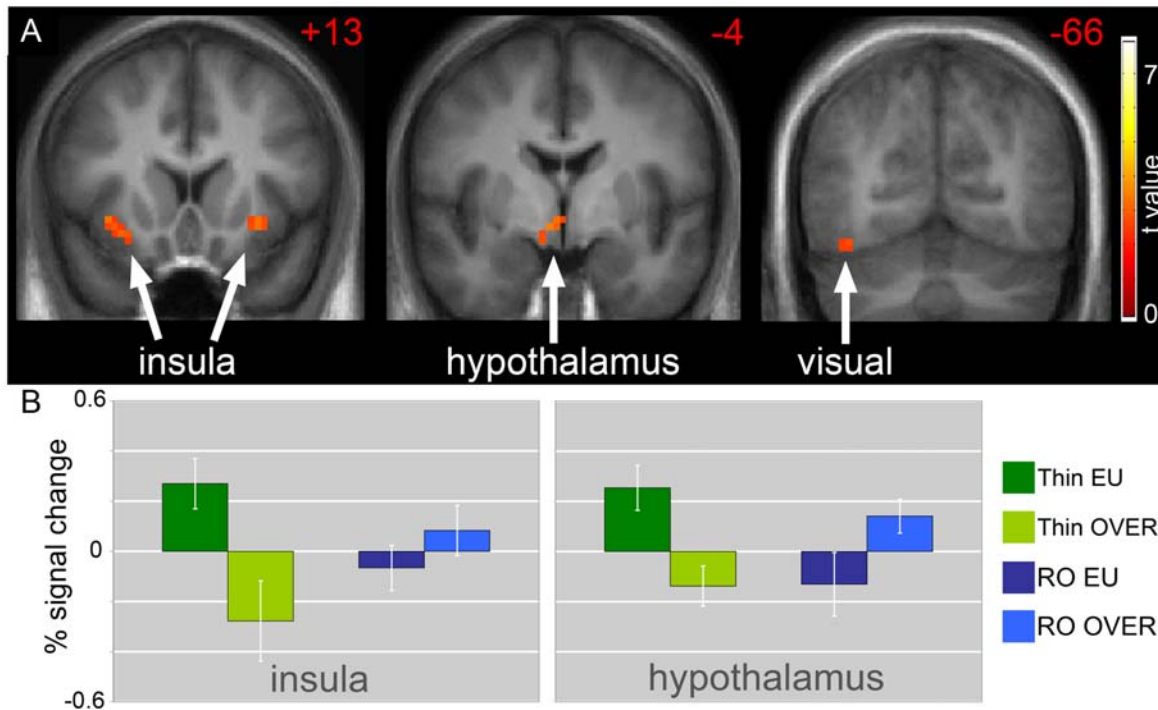 A
+13
-4
-66
7
t value
0
insula
hypothalamus
visual
B
0.6
% signal change
0
-0.6
insula
hypothalamus
Thin EU
Thin OVER
RO EU
RO OVER